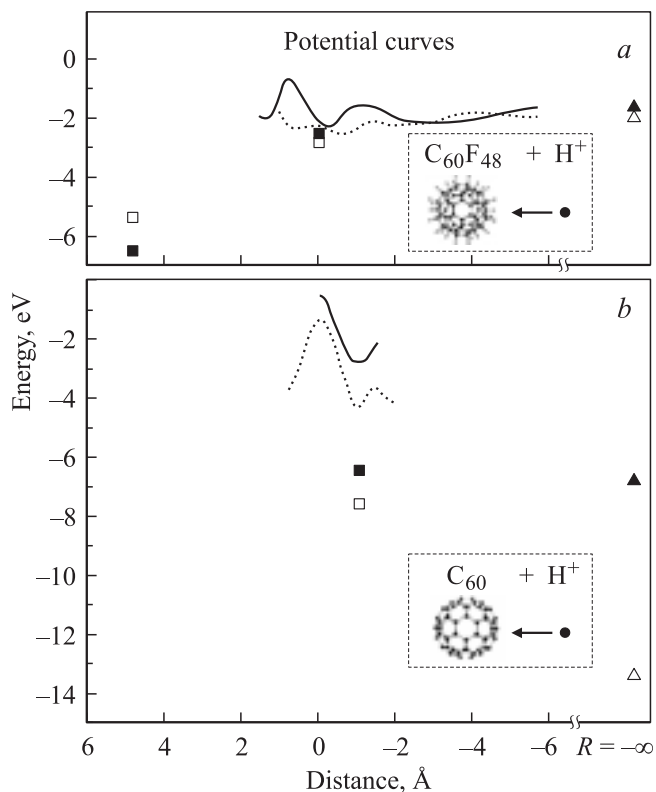 Potential curves
a
0
−2
−4
−6
C60F48 + H+
b
Energy, eV
−2
−4
−6
−8
−10
−12
−14
C60 + H+
6 4 2 0 −2 −4 −6 R = −∞
Distance, Å